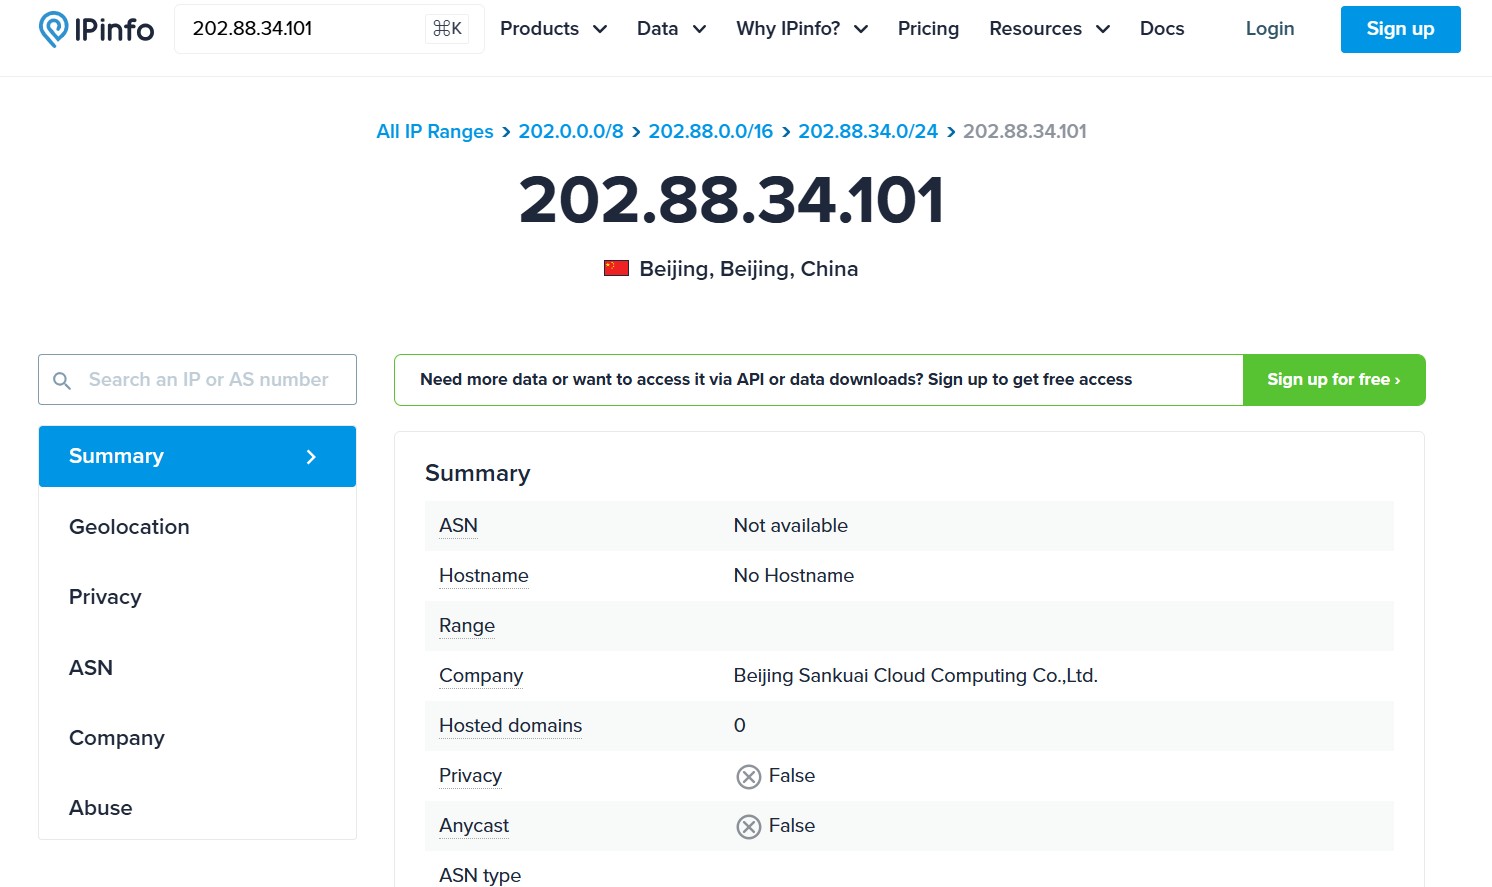 IPinfo 202.88.34.101 ⌘K Products Data Why IPinfo? Pricing Resources Docs Login Sign up
All IP Ranges > 202.0.0.0/8 > 202.88.0.0/16 > 202.88.34.0/24 > 202.88.34.101
202.88.34.101
Beijing, Beijing, China
Search an IP or AS number
Need more data or want to access it via API or data downloads? Sign up to get free access Sign up for free ›
Summary
Geolocation
Privacy
ASN
Company
Abuse
Summary
ASN Not available
Hostname No Hostname
Range
Company Beijing Sankuai Cloud Computing Co.,Ltd.
Hosted domains 0
Privacy False
Anycast False
ASN type